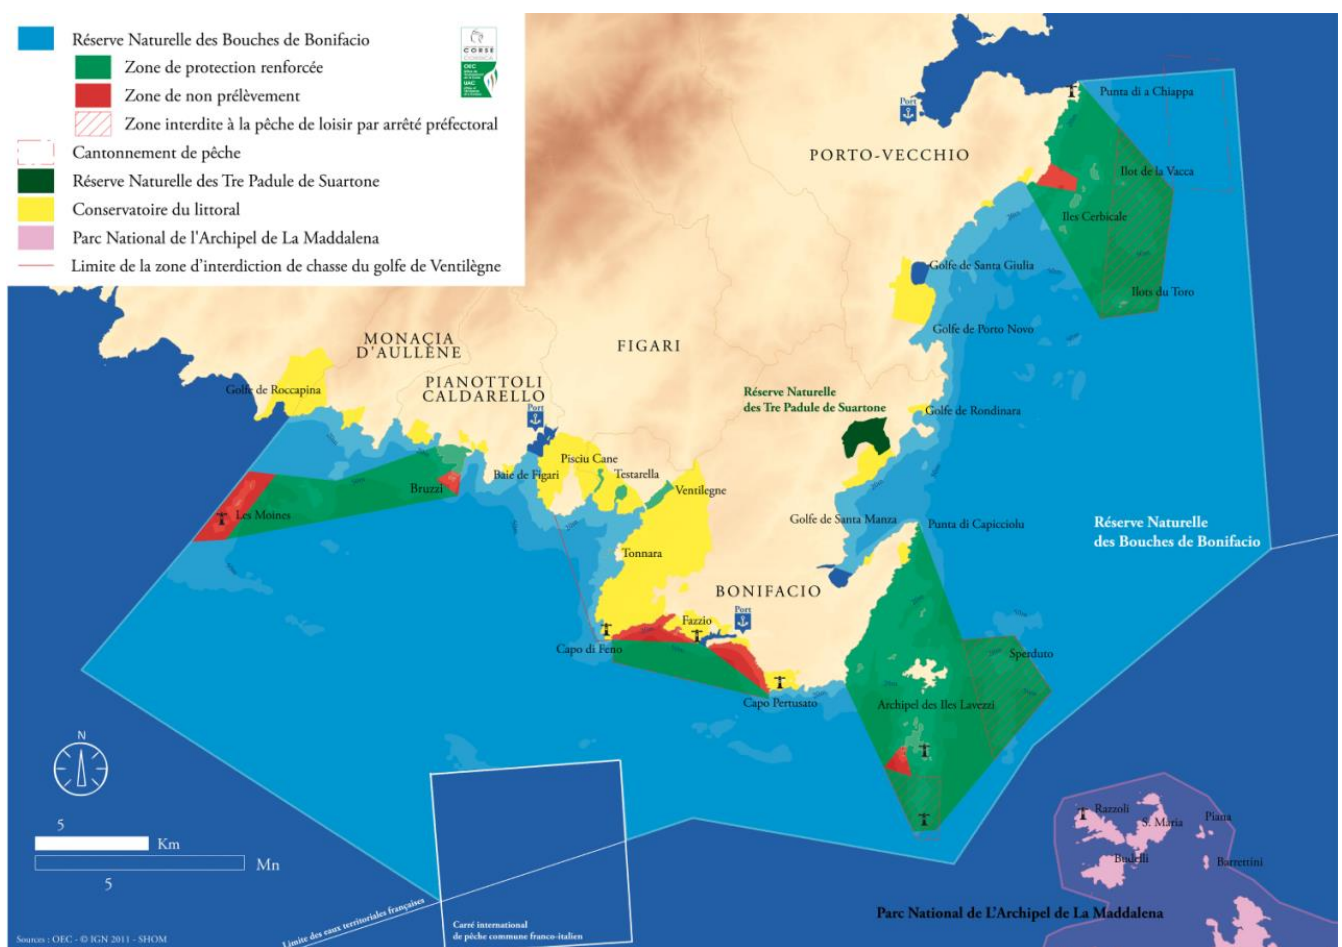 Réserve Naturelle des Bouches de Bonifacio
Zone de protection renforcée
Zone de non prélèvement
Zone interdite à la pêche de loisir par arrêté préfectoral
Cantonnement de pêche
Réserve Naturelle des Tre Padule de Suartone
Conservatoire du littoral
Parc National de l'Archipel de La Maddalena
Limite de la zone d'interdiction de chasse du golfe de Ventilègne
CORSE
OEC
UAC
Port
Punta di a Chiappa
PORTO-VECCHIO
Ilot de la Vacca
Iles Cerbicale
Golfe de Santa Giulia
Ilots du Toro
Golfe de Porto Novo
MONACIA
D'AULLÈNE
FIGARI
PIANOTTOLI
CALDARELLO
Golfe de Roccapina
Réserve Naturelle
des Tre Padule de Suartone
Port
Golfe de Rondinara
Pisciu Cane
Baie de Figari
Testarella
Bruzzi
Ventilegne
Les Moines
Golfe de Santa Manza
Punta di Capicciolu
Réserve Naturelle
des Bouches de Bonifacio
Tonnara
BONIFACIO
Port
Fazzio
Capo di Feno
Sperduto
Capo Pertusato
Archipel des Iles Lavezzi
N
5
Km
Mn
5
Razzoli
S. Maria
Piana
Budelli
Barrettini
Parc National de L'Archipel de La Maddalena
Limite des eaux territoriales françaises
Carré international
de pêche commune franco-italien
Sources : OEC - © IGN 2011 - SHOM